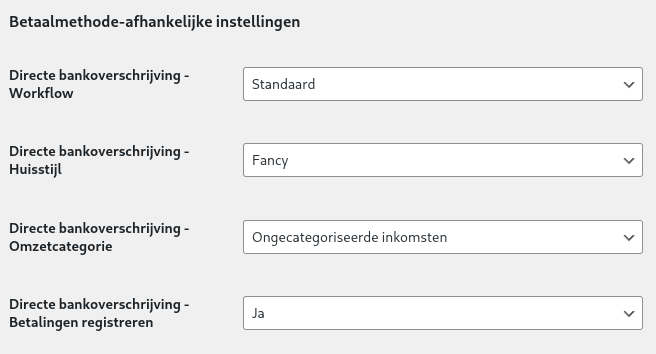 Betaalmethode-afhankelijke instellingen
Directe bankoverschrijving -
Workflow
Standaard
Directe bankoverschrijving -
Huisstijl
Fancy
Directe bankoverschrijving -
Omzetcategorie
Ongecategoriseerde inkomsten
Directe bankoverschrijving -
Betalingen registreren
Ja